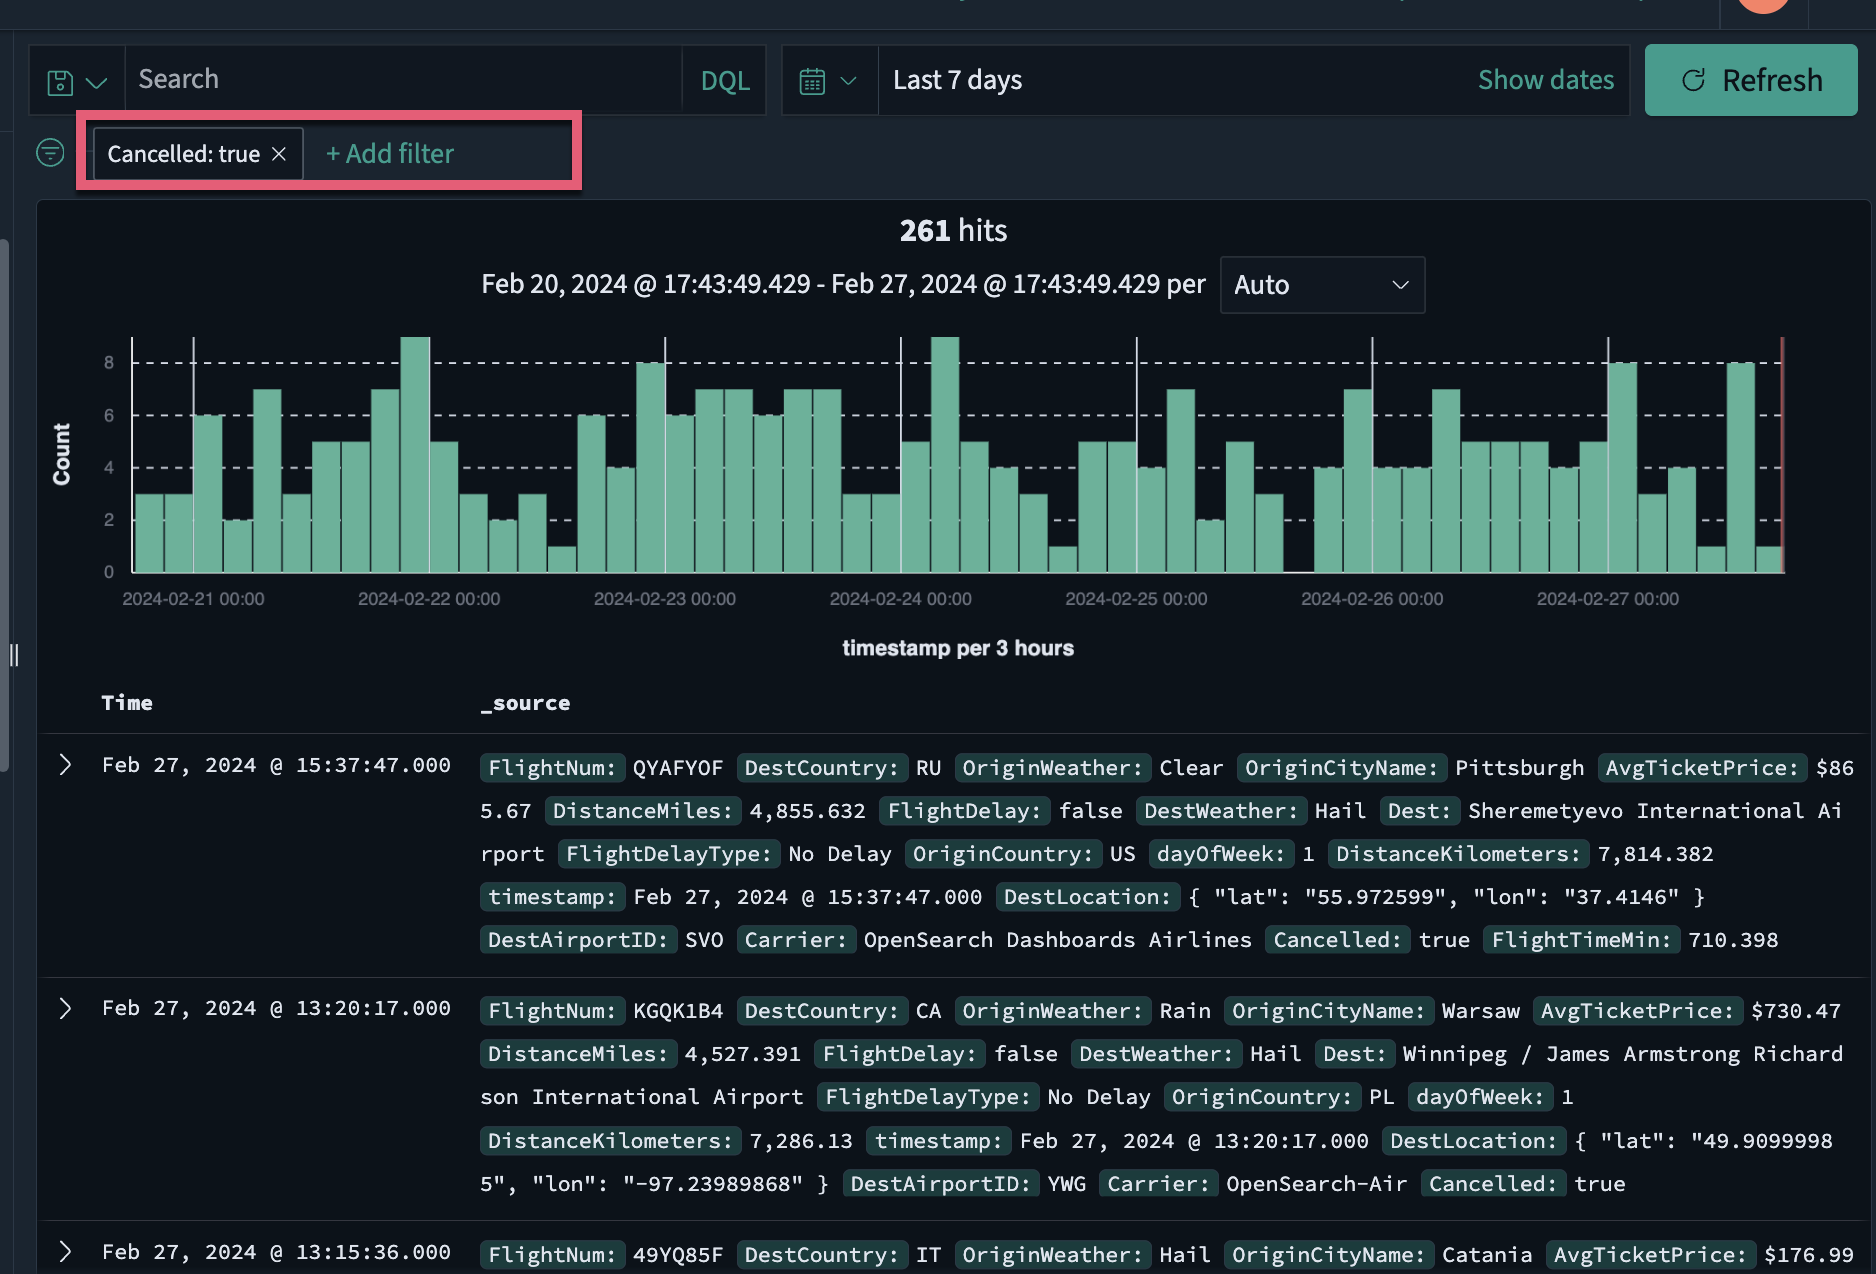 Search DQL Last 7 days Show dates Refresh
Cancelled: true × + Add filter
261 hits
Feb 20, 2024 @ 17:43:49.429 - Feb 27, 2024 @ 17:43:49.429 per Auto
Count
8
6
4
2
0
2024-02-21 00:00 2024-02-22 00:00 2024-02-23 00:00 2024-02-24 00:00 2024-02-25 00:00 2024-02-26 00:00 2024-02-27 00:00
timestamp per 3 hours
Time _source
Feb 27, 2024 @ 15:37:47.000 FlightNum: QYAFYOF DestCountry: RU OriginWeather: Clear OriginCityName: Pittsburgh AvgTicketPrice: $86
5.67 DistanceMiles: 4,855.632 FlightDelay: false DestWeather: Hail Dest: Sheremetyevo International Ai
rport FlightDelayType: No Delay OriginCountry: US dayOfWeek: 1 DistanceKilometers: 7,814.382
timestamp: Feb 27, 2024 @ 15:37:47.000 DestLocation: { "lat": "55.972599", "lon": "37.4146" }
DestAirportID: SVO Carrier: OpenSearch Dashboards Airlines Cancelled: true FlightTimeMin: 710.398
Feb 27, 2024 @ 13:20:17.000 FlightNum: KGQK1B4 DestCountry: CA OriginWeather: Rain OriginCityName: Warsaw AvgTicketPrice: $730.47
DistanceMiles: 4,527.391 FlightDelay: false DestWeather: Hail Dest: Winnipeg / James Armstrong Richard
son International Airport FlightDelayType: No Delay OriginCountry: PL dayOfWeek: 1
DistanceKilometers: 7,286.13 timestamp: Feb 27, 2024 @ 13:20:17.000 DestLocation: { "lat": "49.9099998
5", "lon": "-97.23989868" } DestAirportID: YWG Carrier: OpenSearch-Air Cancelled: true
Feb 27, 2024 @ 13:15:36.000 FlightNum: 49YQ85F DestCountry: IT OriginWeather: Hail OriginCityName: Catania AvgTicketPrice: $176.99